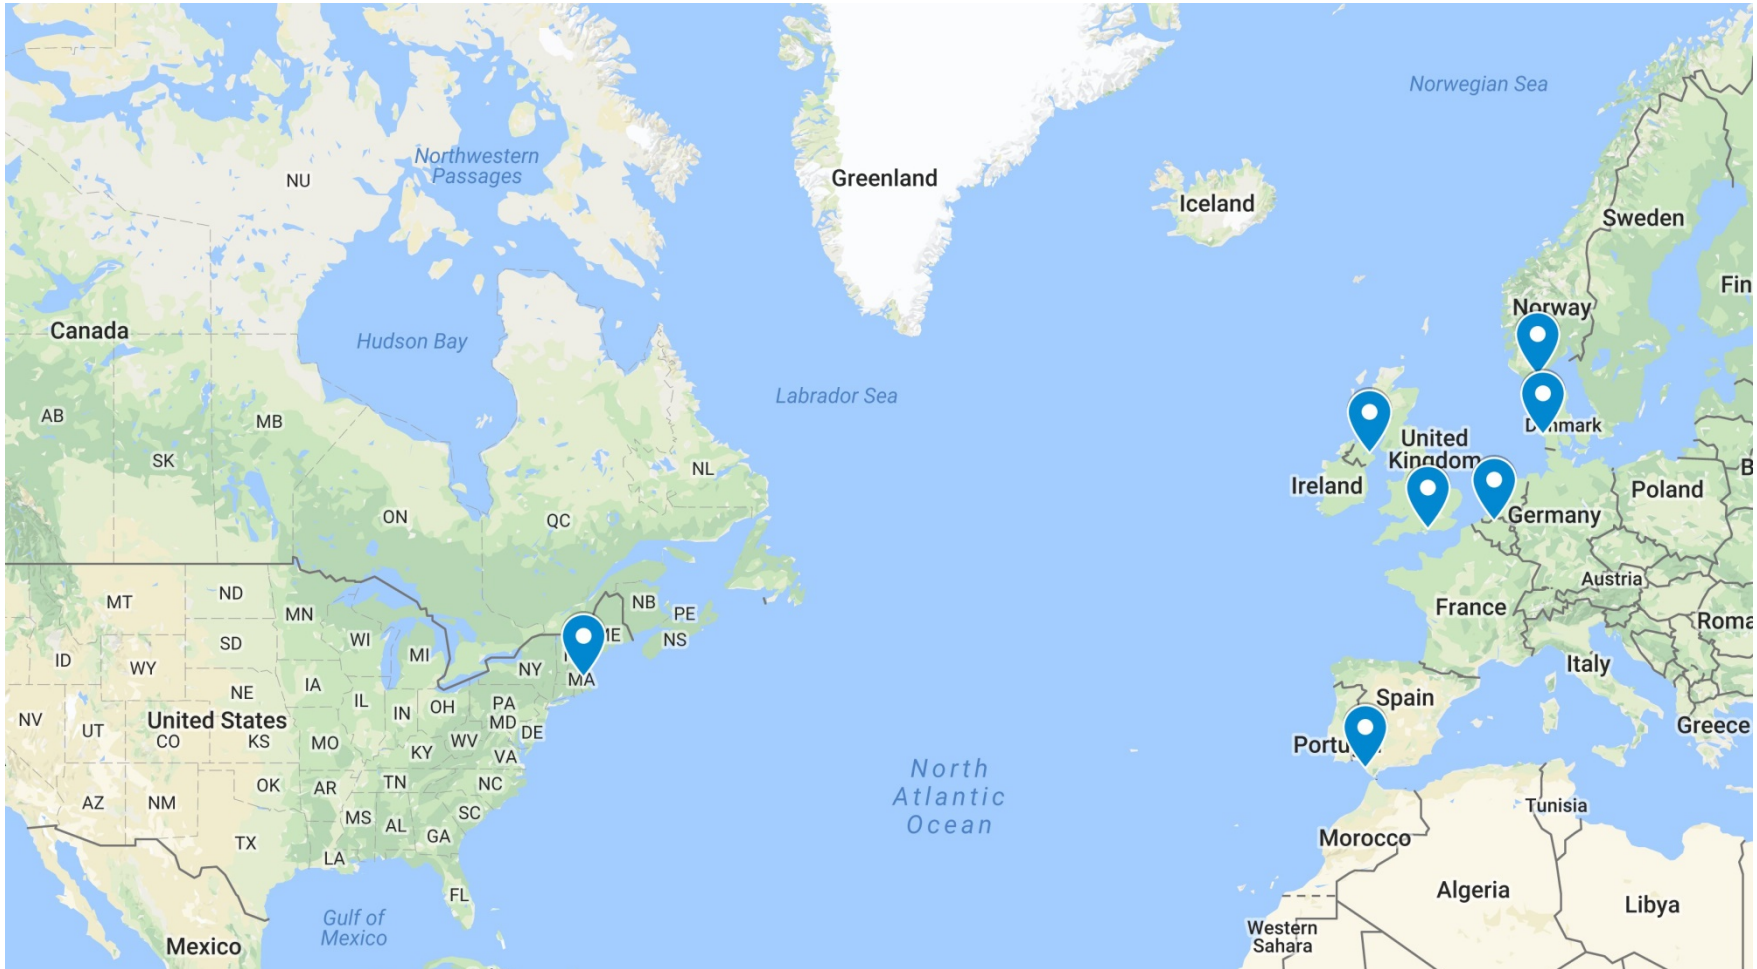 Norwegian Sea
Northwestern
Passages
NU
Greenland
Iceland
Sweden
Fin
Norway
Canada
Hudson Bay
Labrador Sea
AB
MB
SK
NL
ON
QC
United
Kingdom
Ireland
Denmark
Poland
B
Germany
Austria
France
Roma
Italy
Spain
Portugal
Greece
Tunisia
Morocco
Algeria
Libya
Western
Sahara
MT
ND
MN
NB
PE
ME
NS
WI
SD
MI
ID
WY
NY
MA
IA
NE
IL
IN
OH
PA
MD
DE
NV
UT
United States
CO
KS
MO
KY
WV
VA
AZ
NM
OK
AR
TN
NC
MS
AL
SC
GA
TX
LA
FL
North
Atlantic
Ocean
Gulf of
Mexico
Mexico